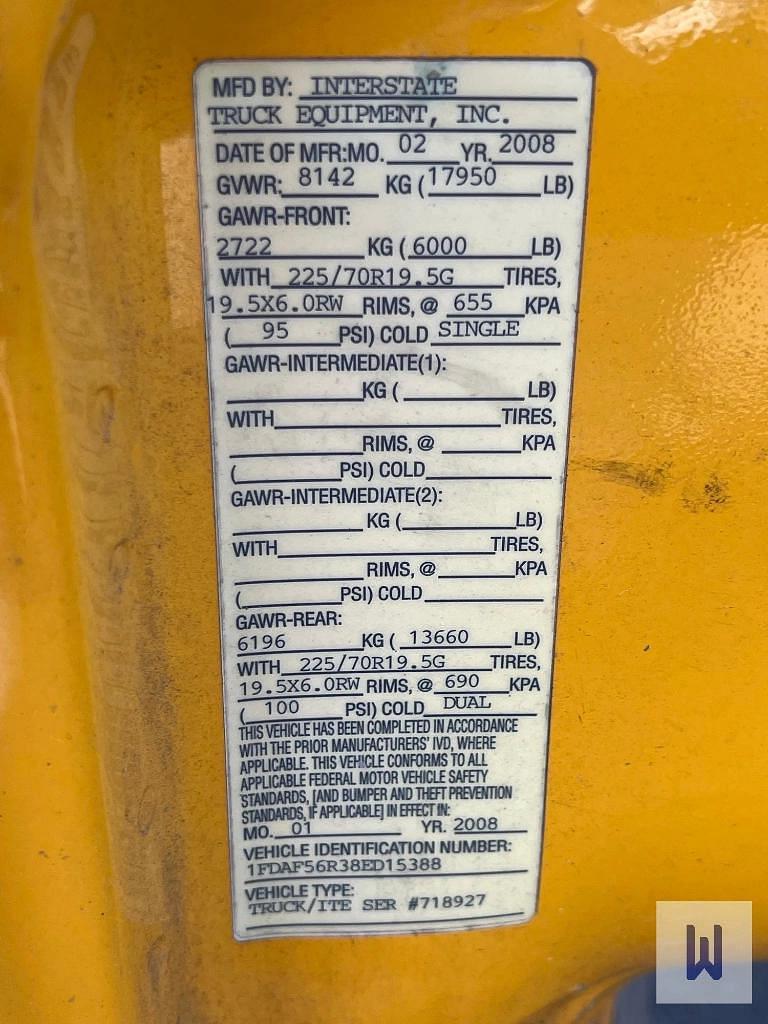 MFD BY: INTERSTATE
TRUCK EQUIPMENT, INC.
DATE OF MFR:MO. 02 YR. 2008
GVWR: 8142 KG (17950 LB)
GAWR-FRONT:
2722 KG ( 6000 LB)
WITH 225/70R19.5G TIRES,
19.5X6.0RW RIMS, @ 655 KPA
( 95 PSI) COLD SINGLE
GAWR-INTERMEDIATE(1):
KG ( LB)
WITH TIRES,
RIMS, @ KPA
( PSI) COLD
GAWR-INTERMEDIATE(2):
KG ( LB)
WITH TIRES,
RIMS, @ KPA
( PSI) COLD
GAWR-REAR:
6196 KG ( 13660 LB)
WITH 225/70R19.5G TIRES,
19.5X6.0RW RIMS, @ 690 KPA
( 100 PSI) COLD DUAL
THIS VEHICLE HAS BEEN COMPLETED IN ACCORDANCE
WITH THE PRIOR MANUFACTURERS' IVD, WHERE
APPLICABLE. THIS VEHICLE CONFORMS TO ALL
APPLICABLE FEDERAL MOTOR VEHICLE SAFETY
STANDARDS, [AND BUMPER AND THEFT PREVENTION
STANDARDS, IF APPLICABLE] IN EFFECT IN:
MO. 01 YR. 2008
VEHICLE IDENTIFICATION NUMBER:
1FDAF56R38ED15388
VEHICLE TYPE:
TRUCK/ITE SER #718927
W